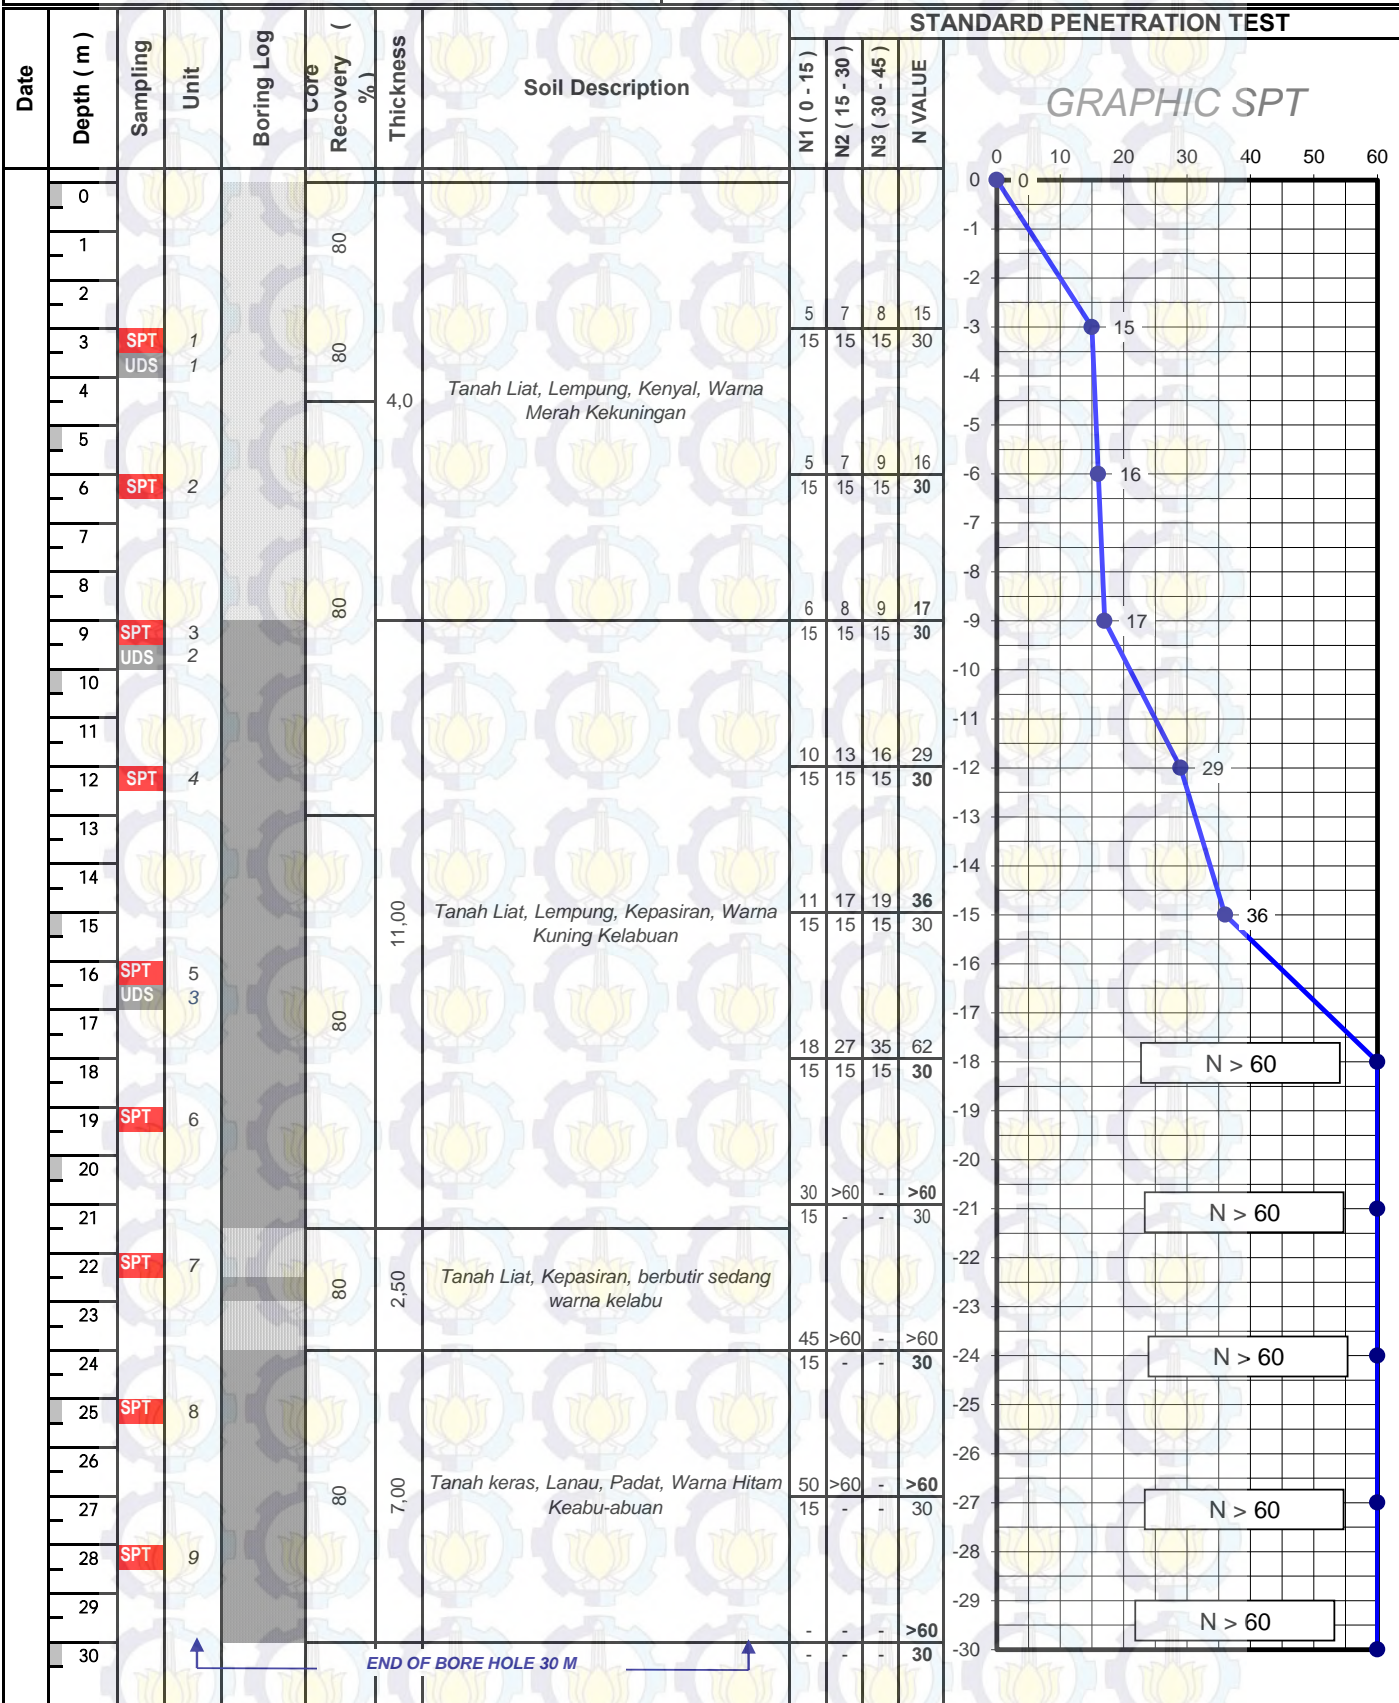 STANDARD PENETRATION TEST
Date
Depth ( m )
Sampling
Unit
Boring Log
Core
Recovery (
% )
Thickness
Soil Description
N1 ( 0 - 15 )
N2 ( 15 - 30 )
N3 ( 30 - 45 )
N VALUE
GRAPHIC SPT
0 10 20 30 40 50 60
0
1 80
2
5 7 8 15
3 SPT 1 80 15 15 15 30
UDS 1
4 4,0 Tanah Liat, Lempung, Kenyal, Warna
Merah Kekuningan
5
5 7 9 16
6 SPT 2 15 15 15 30
7
8 80
6 8 9 17
9 SPT 3 15 15 15 30
UDS 2
10
11
10 13 16 29
12 SPT 4 15 15 15 30
13
14
11 17 19 36
15 11,00 Tanah Liat, Lempung, Kepasiran, Warna 15 15 15 30
Kuning Kelabuan
16 SPT 5
UDS 3
17 80
18 27 35 62
18 15 15 15 30
19 SPT 6
20
30 >60 - >60
21 15 - - 30
22 SPT 7 80 2,50 Tanah Liat, Kepasiran, berbutir sedang
warna kelabu
23
45 >60 - >60
24 15 - - 30
25 SPT 8
26
80 7,00 Tanah keras, Lanau, Padat, Warna Hitam 50 >60 - >60
27 Keabu-abuan 15 - - 30
28 SPT 9
29
- - - >60
30 - - - 30
END OF BORE HOLE 30 M
0 0
-1
-2
-3 15
-4
-5
-6 16
-7
-8
-9 17
-10
-11
-12 29
-13
-14
-15 36
-16
-17
-18 N > 60
-19
-20
-21 N > 60
-22
-23
-24 N > 60
-25
-26
-27 N > 60
-28
-29 N > 60
-30